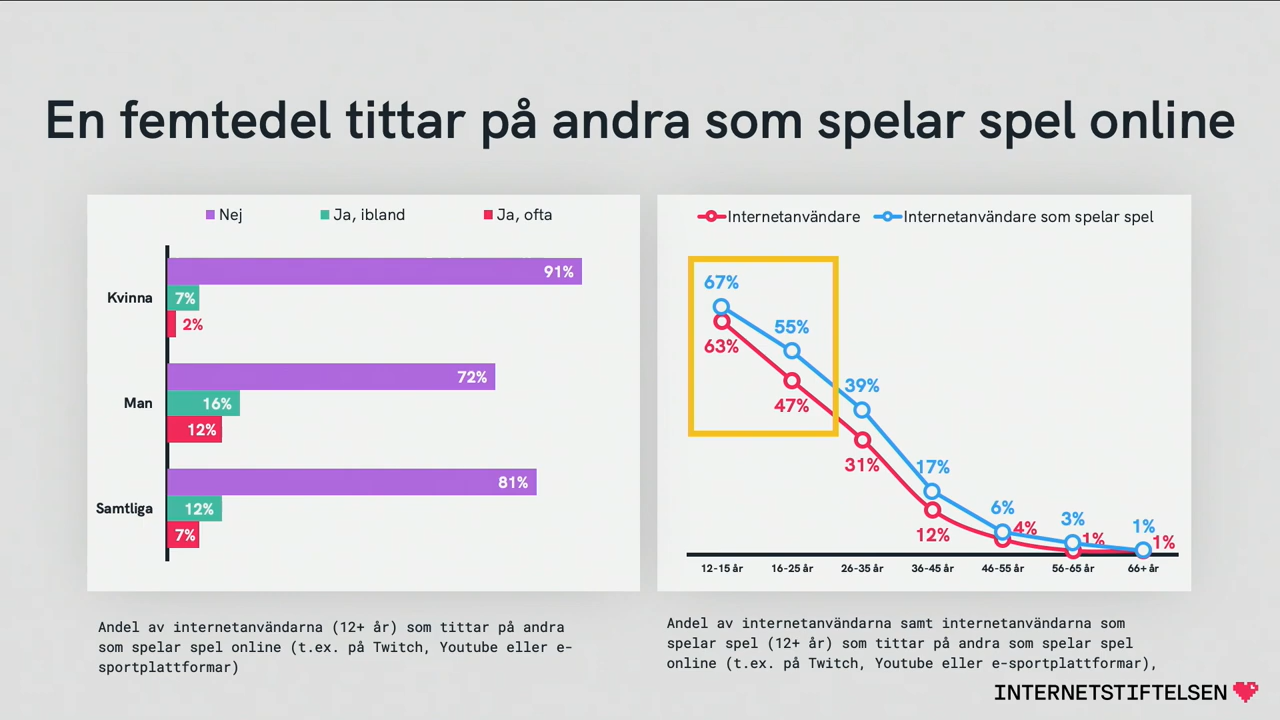 En femtedel tittar på andra som spelar spel online
Nej
Ja, ibland
Ja, ofta
Kvinna
91%
7%
2%
Man
72%
16%
12%
Samtliga
81%
12%
7%
Internetanvändare
Internetanvändare som spelar spel
67%
63%
55%
47%
39%
31%
17%
12%
6%
4%
3%
1%
1%
1%
12-15 år
16-25 år
26-35 år
36-45 år
46-55 år
56-65 år
66+ år
Andel av internetanvändarna (12+ år) som tittar på andra
som spelar spel online (t.ex. på Twitch, Youtube eller e-
sportplattformar)
Andel av internetanvändarna samt internetanvändarna som
spelar spel (12+ år) som tittar på andra som spelar spel
online (t.ex. på Twitch, Youtube eller e-sportplattformar),
INTERNETSTIFTELSEN